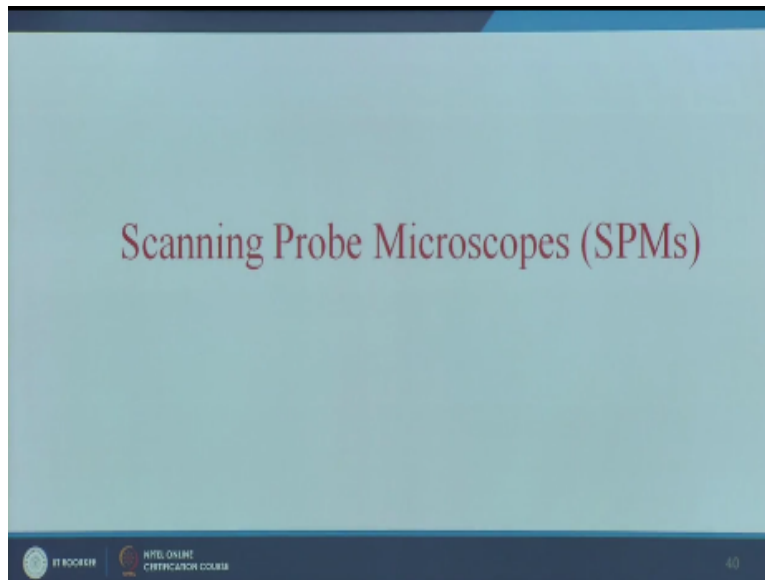 Scanning Probe Microscopes (SPMs)
IIT ROORKEE
NPTEL ONLINE
CERTIFICATION COURSE
40